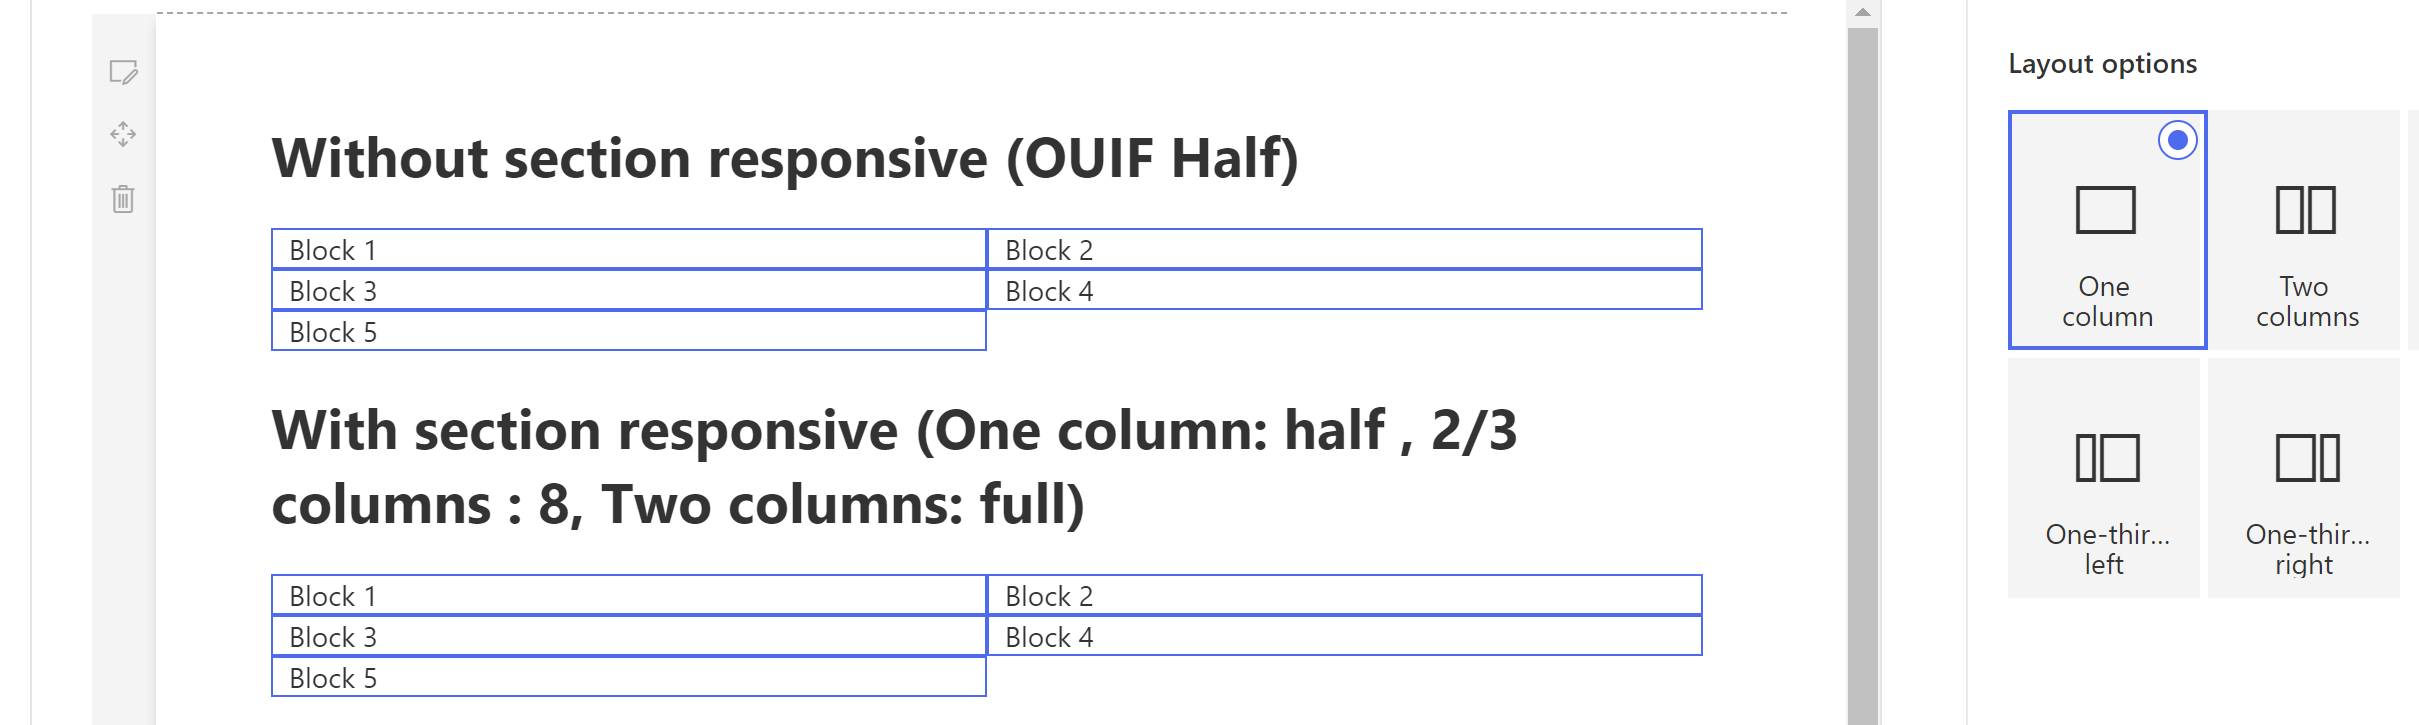 Without section responsive (OUIF Half)
Block 1 Block 2
Block 3 Block 4
Block 5
With section responsive (One column: half , 2/3
columns : 8, Two columns: full)
Block 1 Block 2
Block 3 Block 4
Block 5
Layout options
One
column
Two
columns
One-thir...
left
One-thir...
right